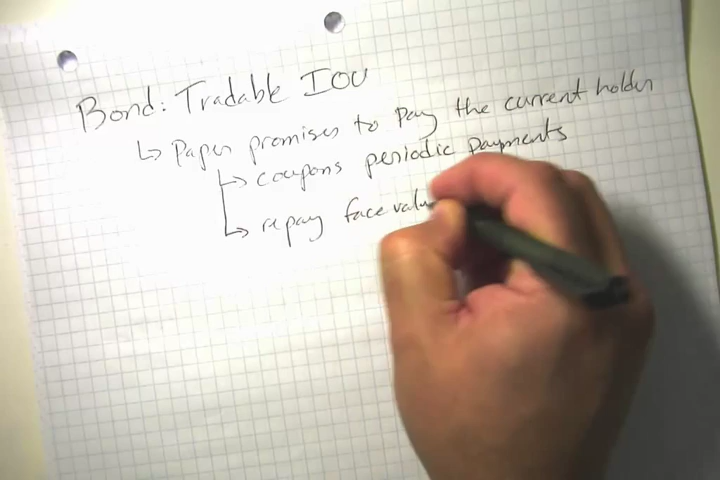 Bond: Tradable IOU
↳ Paper promises to pay the current holder
↳ coupons periodic payments
↳ repay face valu